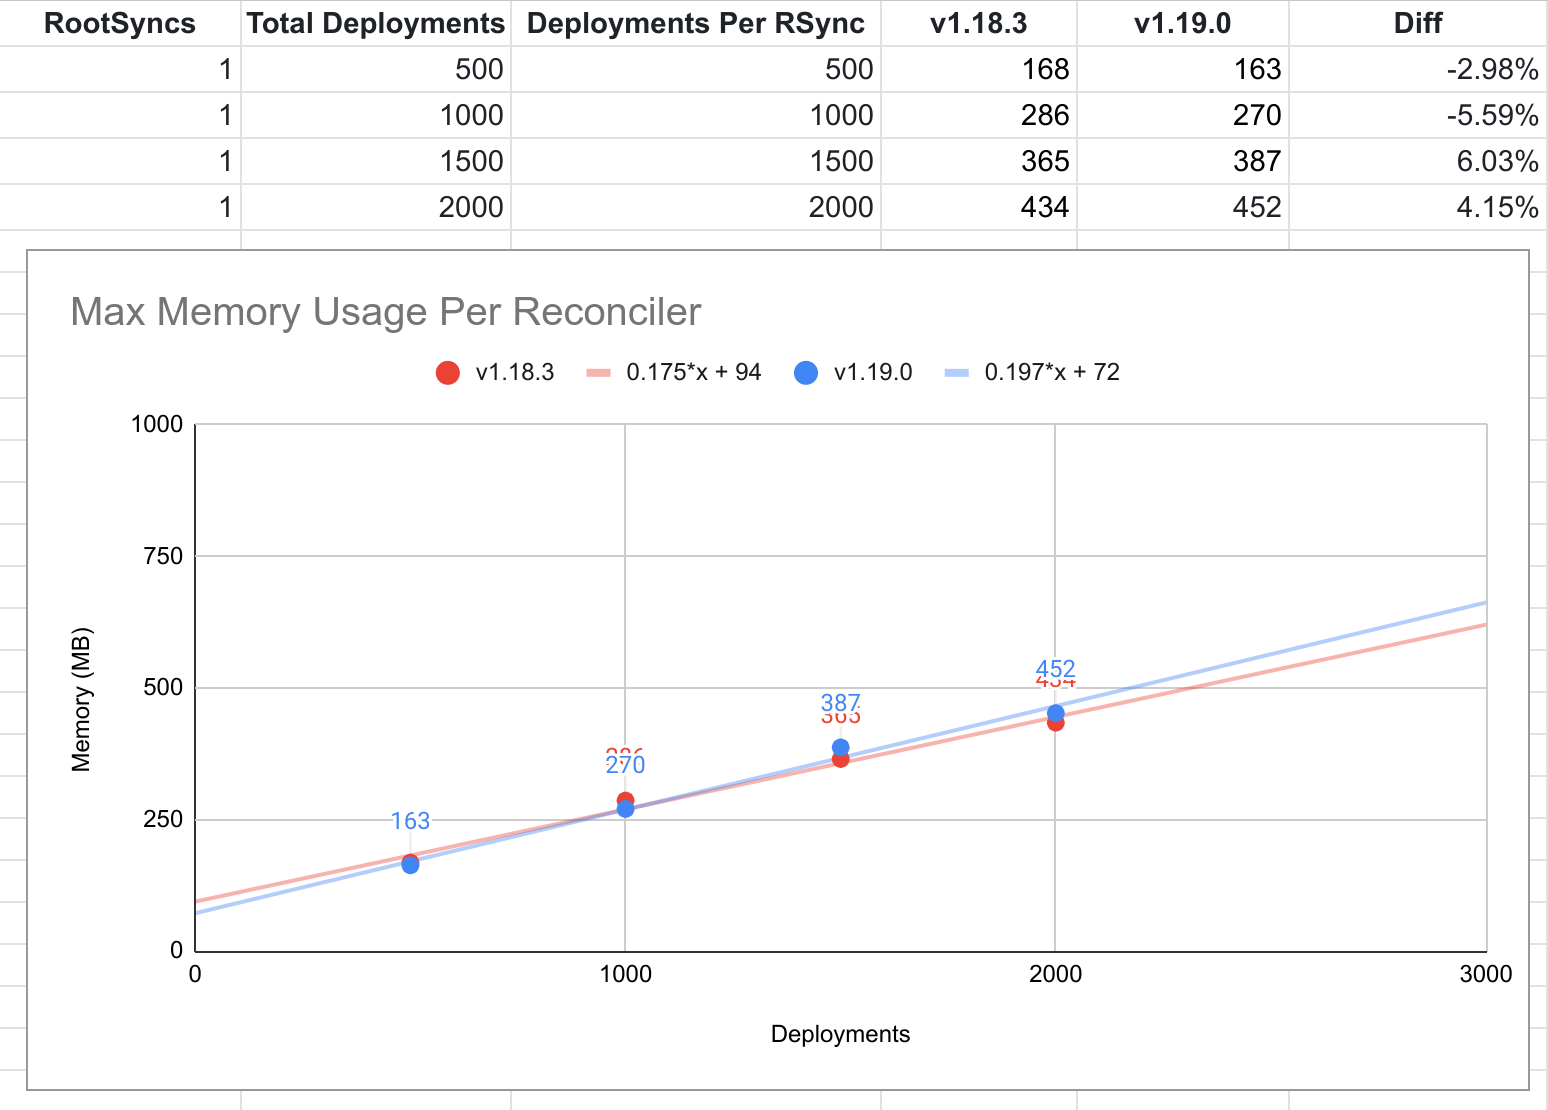 RootSyncs Total Deployments Deployments Per RSync v1.18.3 v1.19.0 Diff
1 500 500 168 163 -2.98%
1 1000 1000 286 270 -5.59%
1 1500 1500 365 387 6.03%
1 2000 2000 434 452 4.15%
Max Memory Usage Per Reconciler
v1.18.3 0.175*x + 94 v1.19.0 0.197*x + 72
1000
750
500
250
0
Memory (MB)
452
434
387
365
286
270
163
0 1000 2000 3000
Deployments